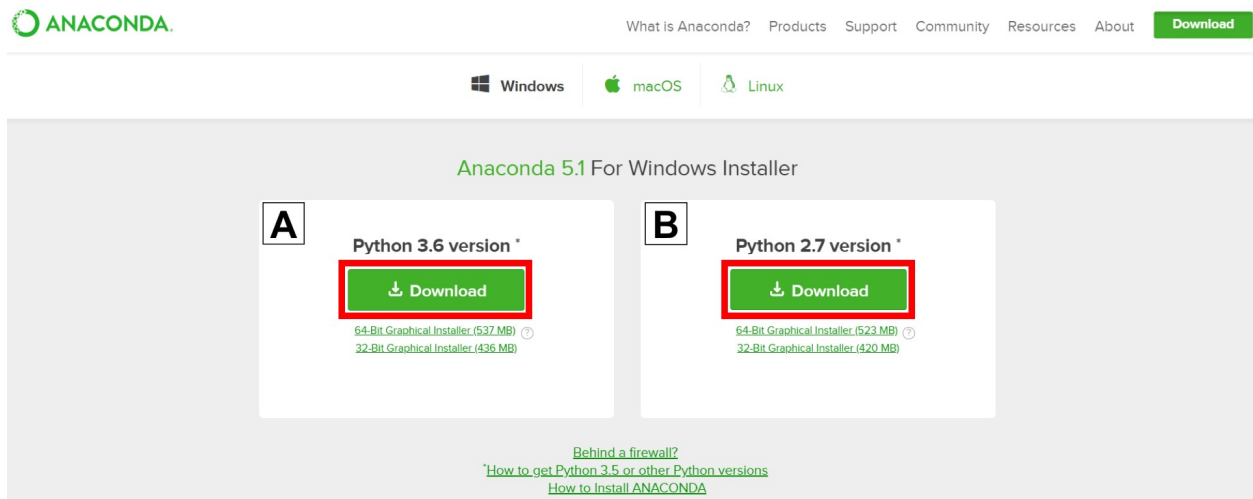 ANACONDA.
What is Anaconda? Products Support Community Resources About Download
Windows macOS Linux
Anaconda 5.1 For Windows Installer
A
Python 3.6 version *
Download
64-Bit Graphical Installer (537 MB) ?
32-Bit Graphical Installer (436 MB)
B
Python 2.7 version *
Download
64-Bit Graphical Installer (523 MB) ?
32-Bit Graphical Installer (420 MB)
Behind a firewall?
*How to get Python 3.5 or other Python versions
How to Install ANACONDA